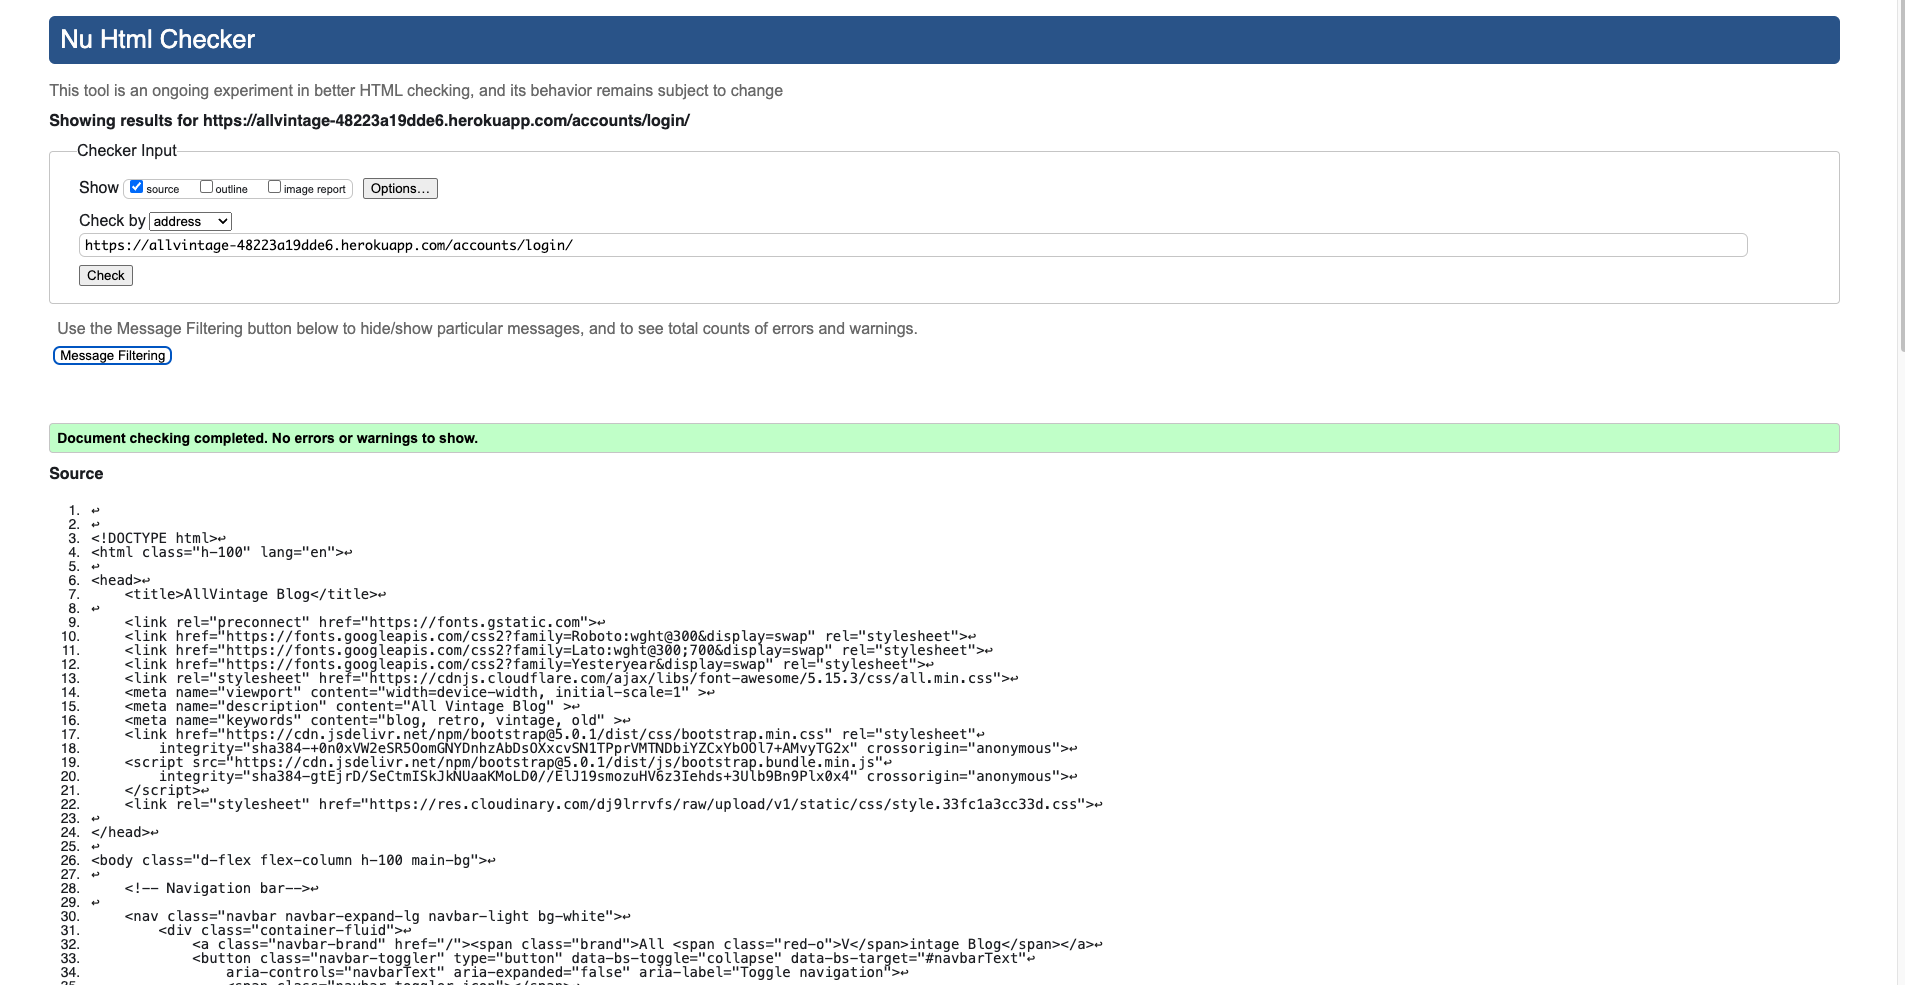 Nu Html Checker
This tool is an ongoing experiment in better HTML checking, and its behavior remains subject to change
Showing results for https://allvintage-48223a19dde6.herokuapp.com/accounts/login/
Checker Input
Show source outline image report Options…
Check by address
https://allvintage-48223a19dde6.herokuapp.com/accounts/login/
Check
Use the Message Filtering button below to hide/show particular messages, and to see total counts of errors and warnings.
Message Filtering
Document checking completed. No errors or warnings to show.
Source
1. ↩
2. ↩
3. <!DOCTYPE html>↩
4. <html class="h-100" lang="en">↩
5. ↩
6. <head>↩
7. <title>AllVintage Blog</title>↩
8. ↩
9. <link rel="preconnect" href="https://fonts.gstatic.com">↩
10. <link href="https://fonts.googleapis.com/css2?family=Roboto:wght@300&display=swap" rel="stylesheet">↩
11. <link href="https://fonts.googleapis.com/css2?family=Lato:wght@300;700&display=swap" rel="stylesheet">↩
12. <link href="https://fonts.googleapis.com/css2?family=Yesteryear&display=swap" rel="stylesheet">↩
13. <link rel="stylesheet" href="https://cdnjs.cloudflare.com/ajax/libs/font-awesome/5.15.3/css/all.min.css">↩
14. <meta name="viewport" content="width=device-width, initial-scale=1" >↩
15. <meta name="description" content="All Vintage Blog" >↩
16. <meta name="keywords" content="blog, retro, vintage, old" >↩
17. <link href="https://cdn.jsdelivr.net/npm/bootstrap@5.0.1/dist/css/bootstrap.min.css" rel="stylesheet"↩
18. integrity="sha384-+0n0xVW2eSR5OomGNYDnhzAbDsOXxcvSN1TPprVMTNDbiYZCxYbOOl7+AMvyTG2x" crossorigin="anonymous">↩
19. <script src="https://cdn.jsdelivr.net/npm/bootstrap@5.0.1/dist/js/bootstrap.bundle.min.js"↩
20. integrity="sha384-gtEjrD/SeCtmISkJkNUaaKMoLD0//ElJ19smozuHV6z3Iehds+3Ulb9Bn9Plx0x4" crossorigin="anonymous">↩
21. </script>↩
22. <link rel="stylesheet" href="https://res.cloudinary.com/dj9lrrvfs/raw/upload/v1/static/css/style.33fc1a3cc33d.css">↩
23. ↩
24. </head>↩
25. ↩
26. <body class="d-flex flex-column h-100 main-bg">↩
27. ↩
28. <!-- Navigation bar-->↩
29. ↩
30. <nav class="navbar navbar-expand-lg navbar-light bg-white">↩
31. <div class="container-fluid">↩
32. <a class="navbar-brand" href="/"><span class="brand">All <span class="red-o">V</span>intage Blog</span></a>↩
33. <button class="navbar-toggler" type="button" data-bs-toggle="collapse" data-bs-target="#navbarText"↩
34. aria-controls="navbarText" aria-expanded="false" aria-label="Toggle navigation">↩
35. <span class="navbar-toggler-icon"></span>↩